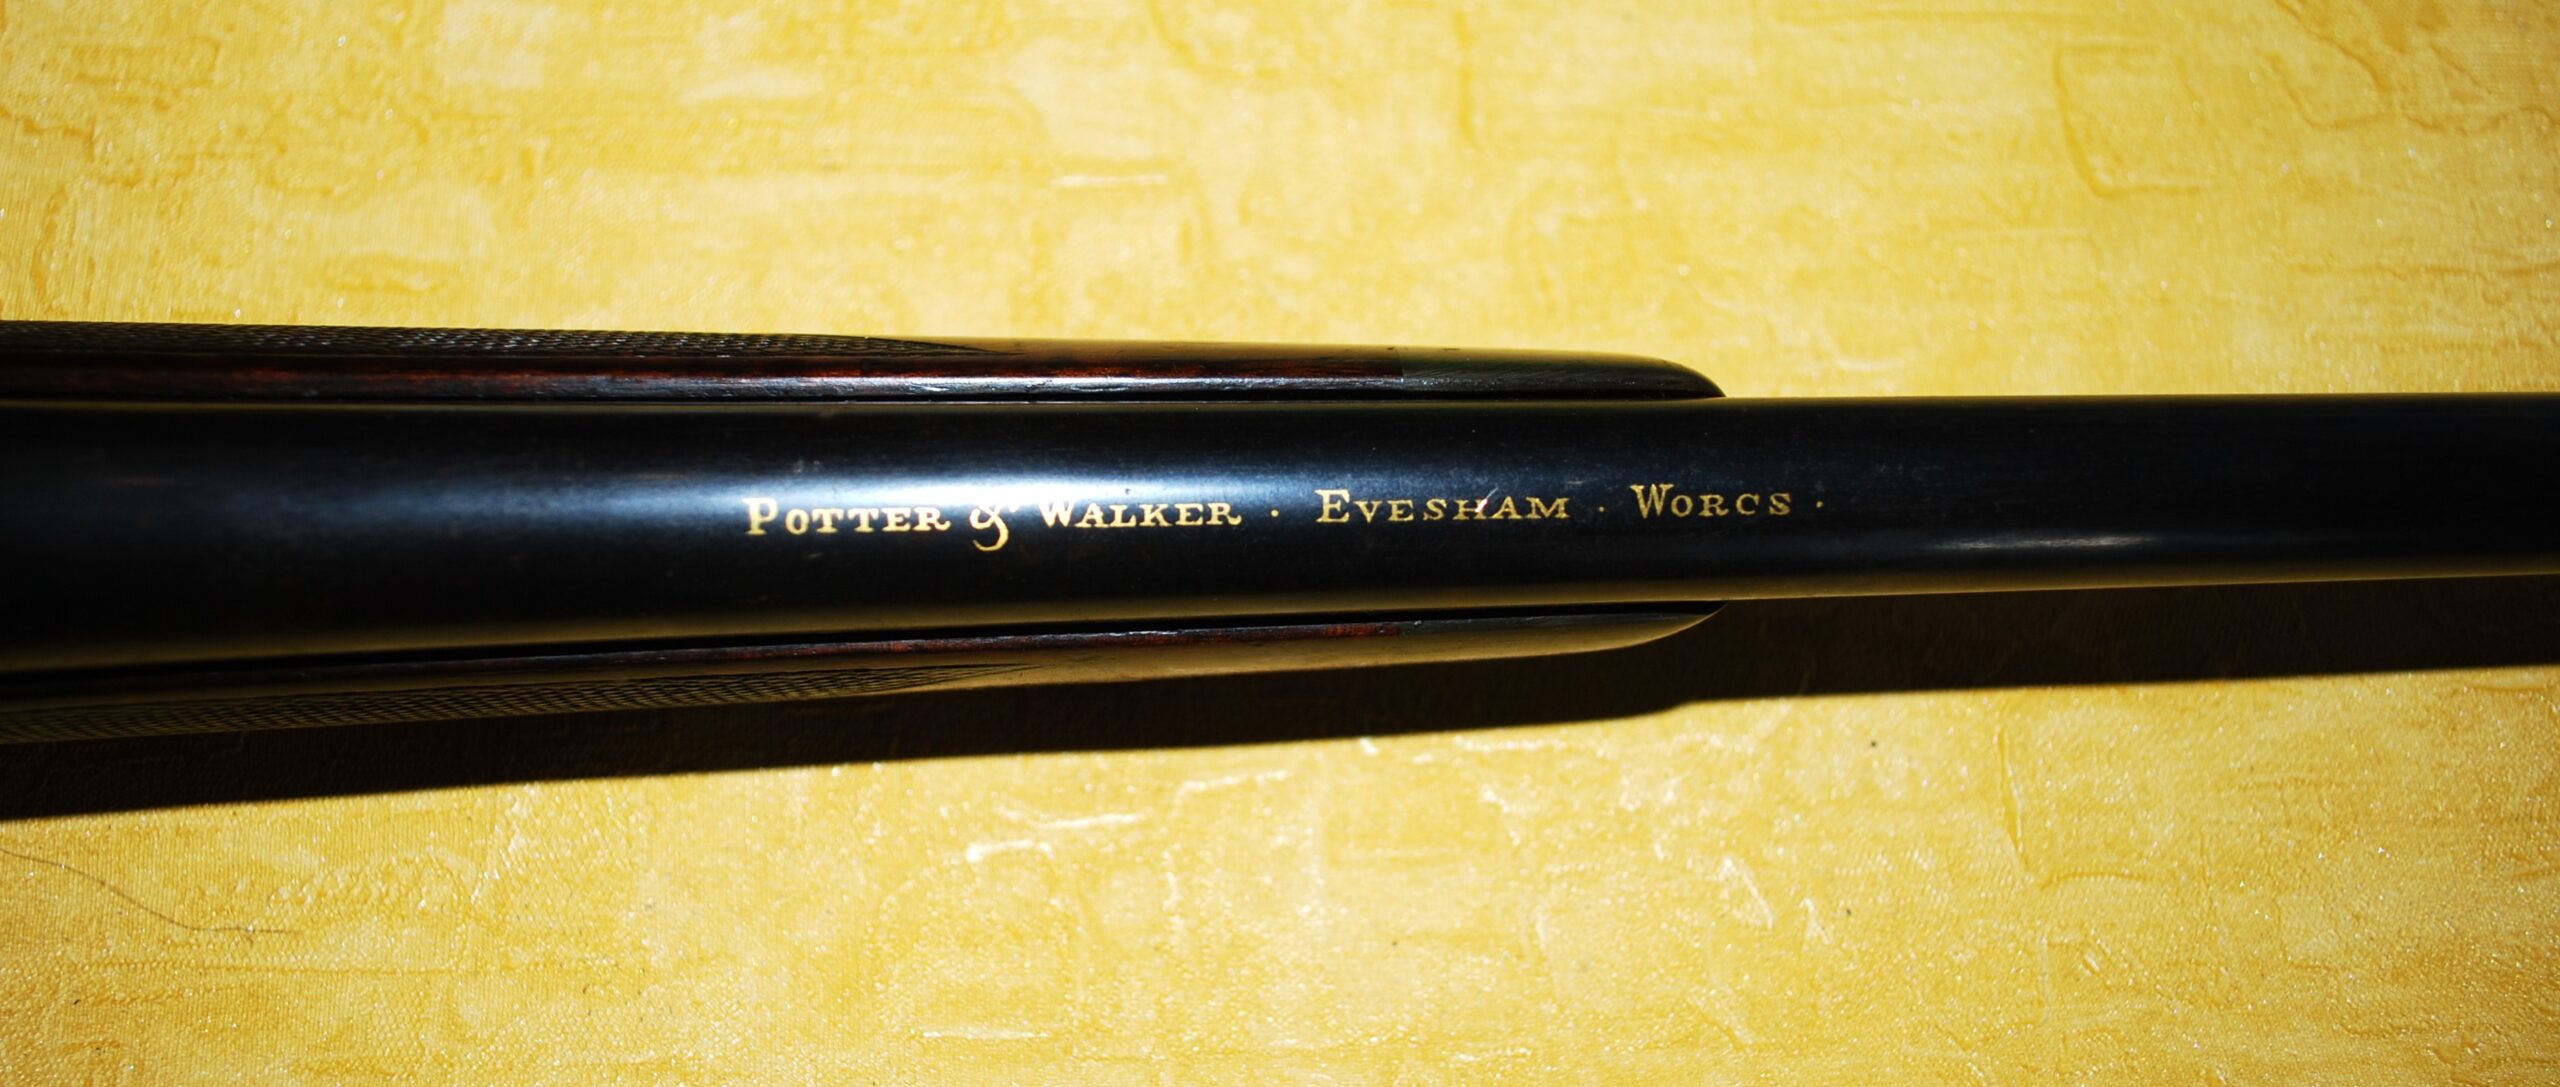 POTTER & WALKER · EVESHAM · WORCS ·